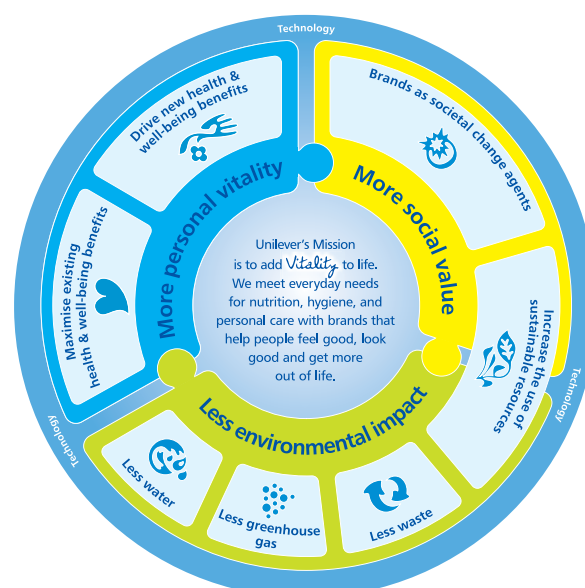 Technology
Drive new health &
well-being benefits
Maximise existing
health & well-being benefits
More personal vitality
Brands as societal change agents
More social value
Increase the use of
sustainable resources
Unilever's Mission
is to add Vitality to life.
We meet everyday needs
for nutrition, hygiene, and
personal care with brands that
help people feel good, look
good and get more
out of life.
Less environmental impact
Less water
Less greenhouse
gas
Less waste
Technology
Technology